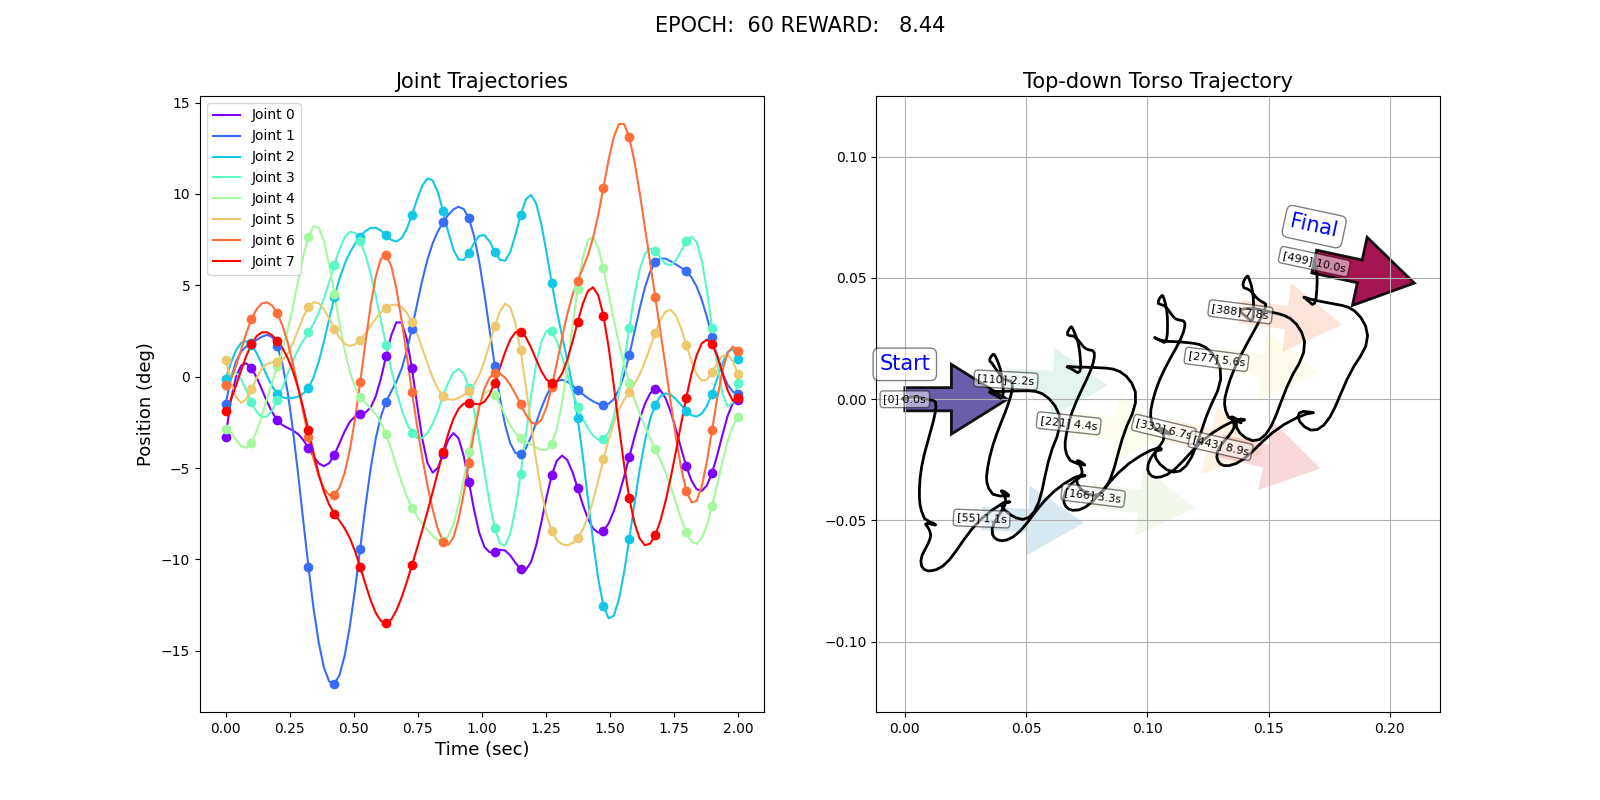 EPOCH:  60 REWARD:   8.44
Joint Trajectories
Position (deg)
15
10
5
0
−5
−10
−15
Joint 0
Joint 1
Joint 2
Joint 3
Joint 4
Joint 5
Joint 6
Joint 7
0.00
0.25
0.50
0.75
1.00
1.25
1.50
1.75
2.00
Time (sec)
Top-down Torso Trajectory
0.10
0.05
0.00
−0.05
−0.10
Start
Final
[0] 0.0s
[55] 1.1s
[110] 2.2s
[166] 3.3s
[221] 4.4s
[277] 5.6s
[332] 6.7s
[388] 7.8s
[443] 8.9s
[499] 10.0s
0.00
0.05
0.10
0.15
0.20